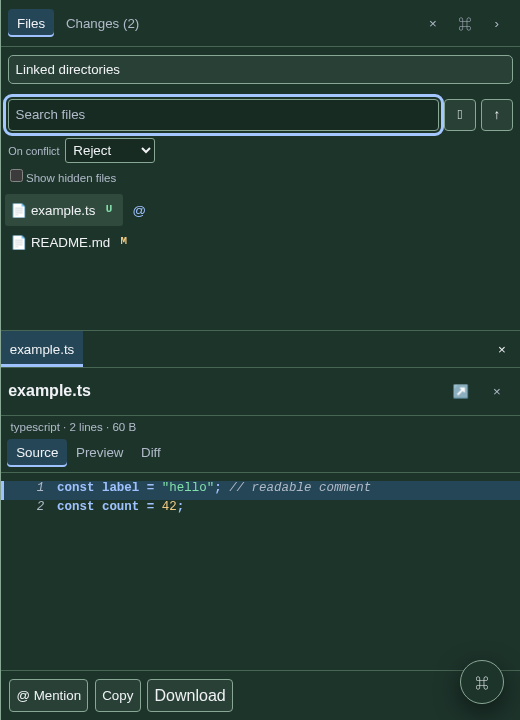 Files Changes (2) × ⌘ ›
Linked directories
Search files ↑
On conflict Reject
Show hidden files
example.ts U @
README.md M
example.ts ×
example.ts ↗ ×
typescript · 2 lines · 60 B
Source Preview Diff
1 const label = "hello"; // readable comment
2 const count = 42;
@ Mention Copy Download ⌘